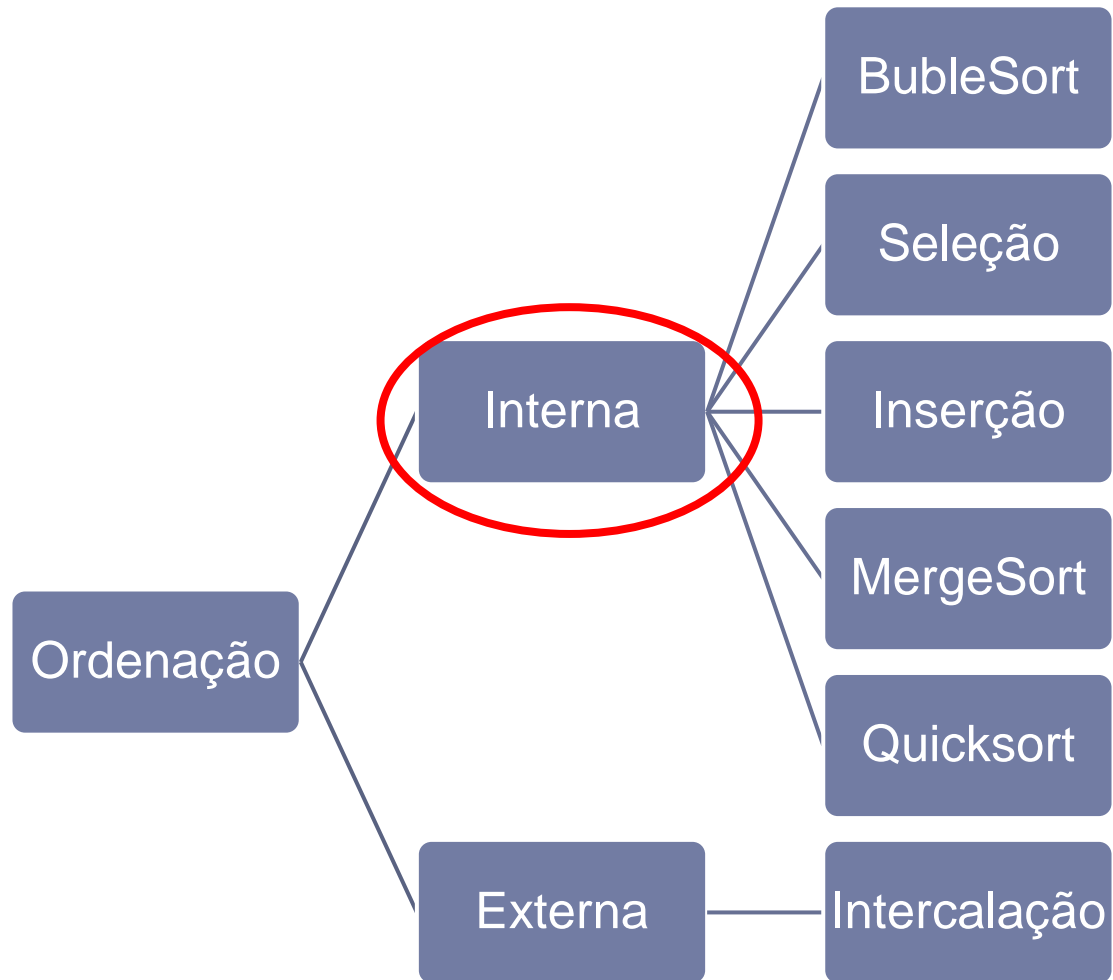 Ordenação
Interna
BubleSort
Seleção
Inserção
MergeSort
Quicksort
Externa
Intercalação